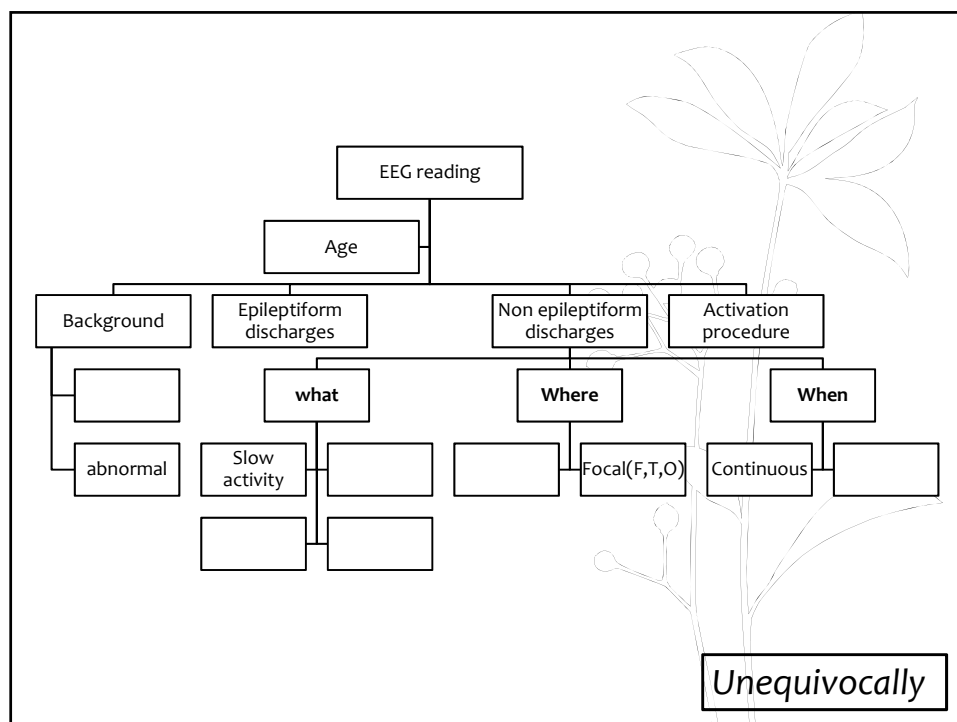 EEG reading
Age
Background
Epileptiform
discharges
Non epileptiform
discharges
Activation
procedure
what
Where
When
abnormal
Slow
activity
Focal(F,T,O)
Continuous
Unequivocally